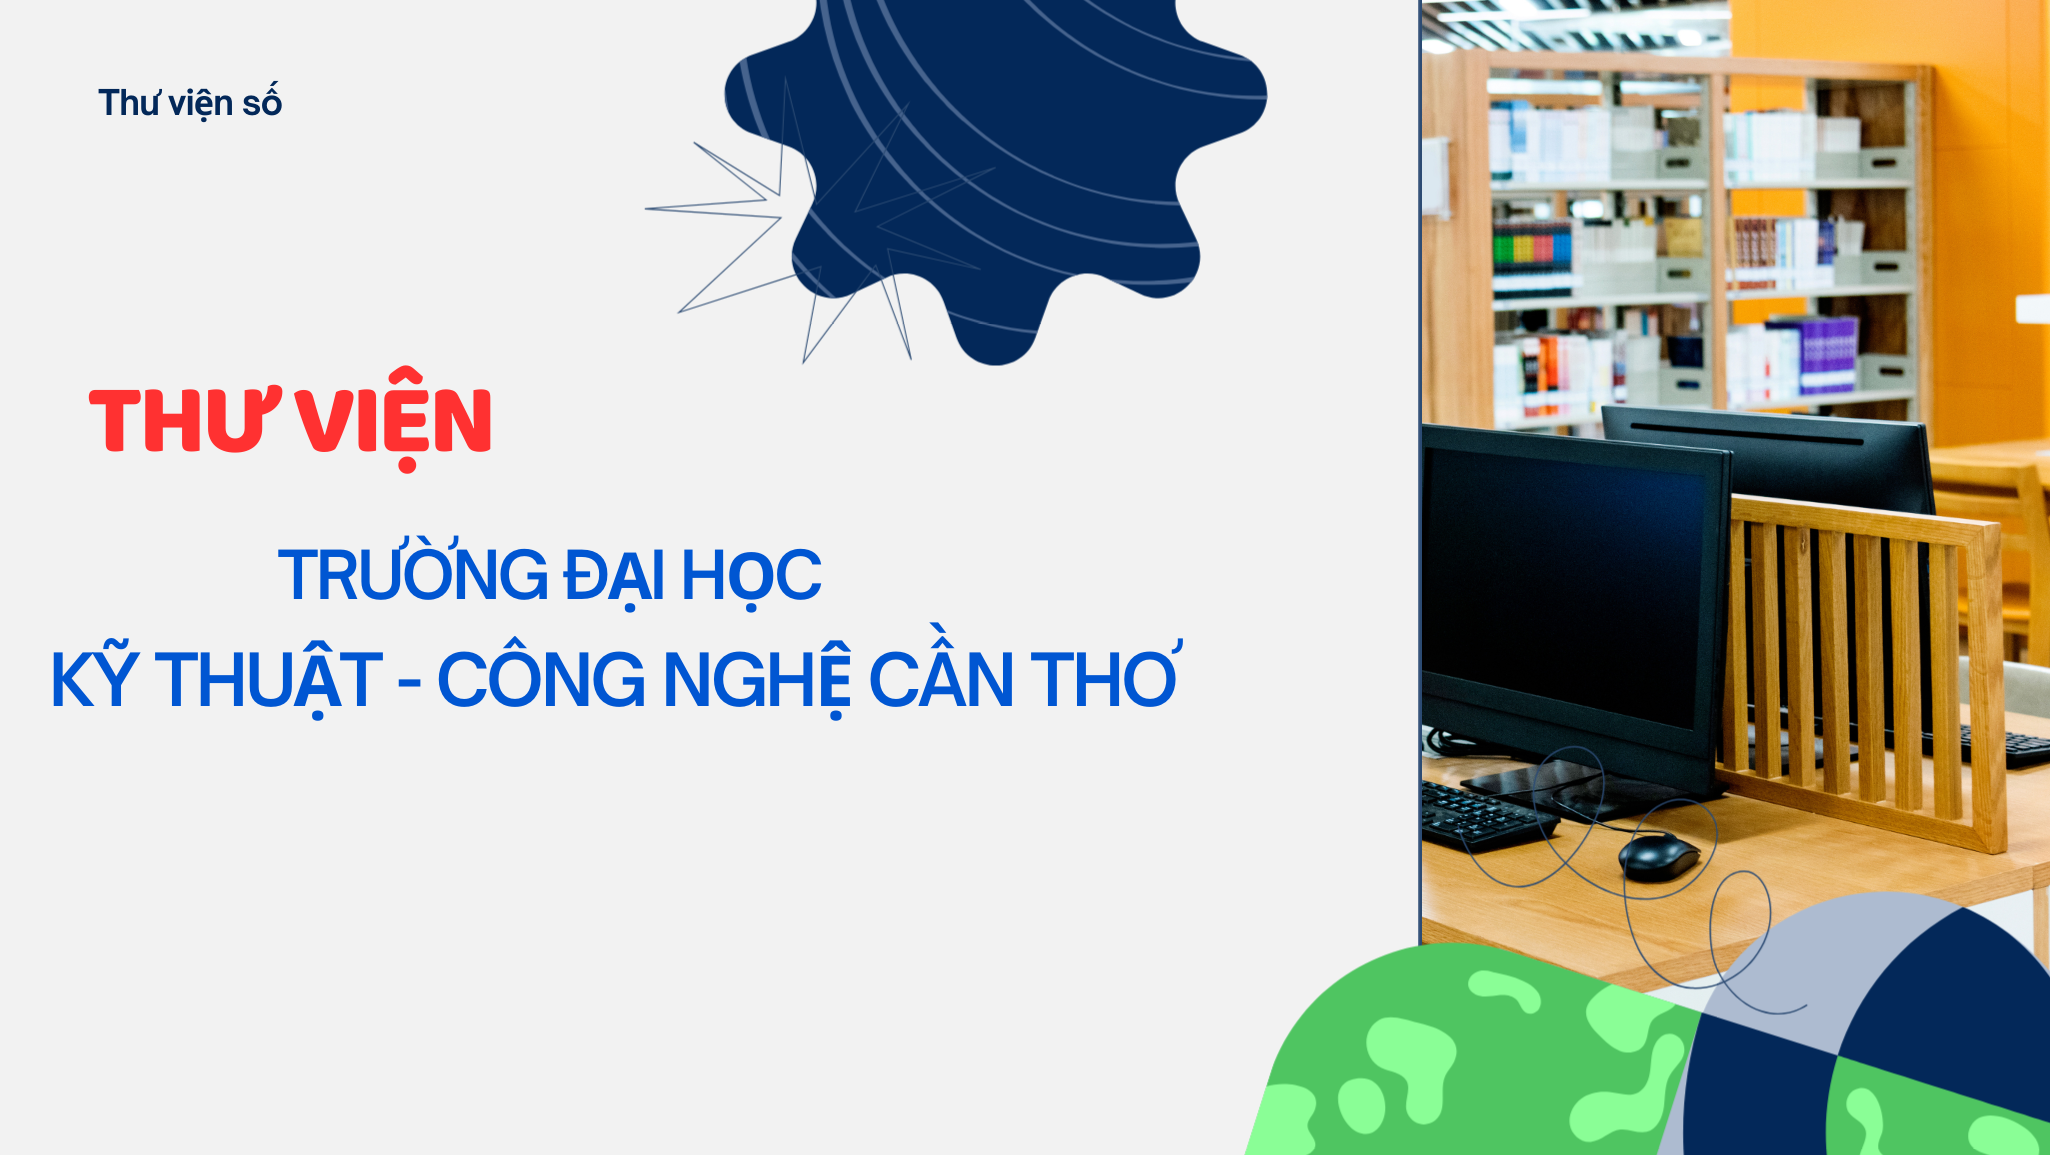 Thư viện số
THƯ VIỆN
TRƯỜNG ĐẠI HỌC
KỸ THUẬT - CÔNG NGHỆ CẦN THƠ